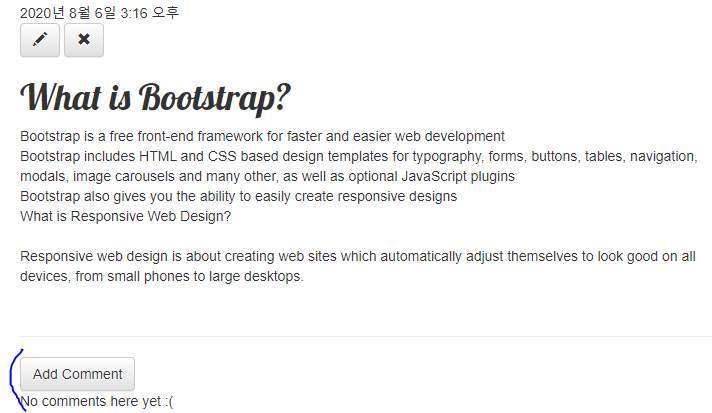 2020년 8월 6일 3:16 오후
What is Bootstrap?
Bootstrap is a free front-end framework for faster and easier web development
Bootstrap includes HTML and CSS based design templates for typography, forms, buttons, tables, navigation,
modals, image carousels and many other, as well as optional JavaScript plugins
Bootstrap also gives you the ability to easily create responsive designs
What is Responsive Web Design?
Responsive web design is about creating web sites which automatically adjust themselves to look good on all
devices, from small phones to large desktops.
Add Comment
No comments here yet :(